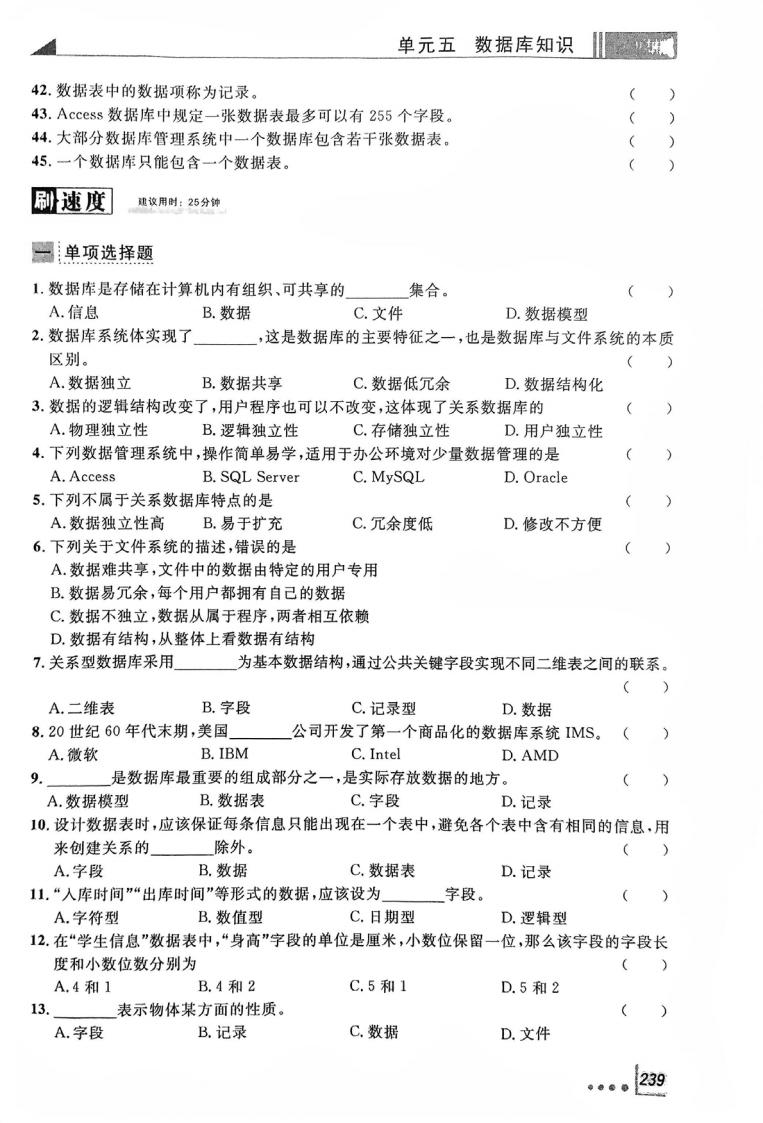 单元五 数据库知识
42. 数据表中的数据项称为记录。 ( )
43. Access 数据库中规定一张数据表最多可以有 255 个字段。 ( )
44. 大部分数据库管理系统中一个数据库包含若干张数据表。 ( )
45. 一个数据库只能包含一个数据表。 ( )
刷速度 建议用时：25分钟
一 单项选择题
1. 数据库是存储在计算机内有组织、可共享的______集合。 ( )
A. 信息 B. 数据 C. 文件 D. 数据模型
2. 数据库系统体实现了______,这是数据库的主要特征之一,也是数据库与文件系统的本质
区别。 ( )
A. 数据独立 B. 数据共享 C. 数据低冗余 D. 数据结构化
3. 数据的逻辑结构改变了,用户程序也可以不改变,这体现了关系数据库的 ( )
A. 物理独立性 B. 逻辑独立性 C. 存储独立性 D. 用户独立性
4. 下列数据管理系统中,操作简单易学,适用于办公环境对少量数据管理的是 ( )
A. Access B. SQL Server C. MySQL D. Oracle
5. 下列不属于关系数据库特点的是 ( )
A. 数据独立性高 B. 易于扩充 C. 冗余度低 D. 修改不方便
6. 下列关于文件系统的描述,错误的是 ( )
A. 数据难共享,文件中的数据由特定的用户专用
B. 数据易冗余,每个用户都拥有自己的数据
C. 数据不独立,数据从属于程序,两者相互依赖
D. 数据有结构,从整体上看数据有结构
7. 关系型数据库采用______为基本数据结构,通过公共关键字段实现不同二维表之间的联系。
( )
A. 二维表 B. 字段 C. 记录型 D. 数据
8. 20 世纪 60 年代末期,美国______公司开发了第一个商品化的数据库系统 IMS。 ( )
A. 微软 B. IBM C. Intel D. AMD
9. ______是数据库最重要的组成部分之一,是实际存放数据的地方。 ( )
A. 数据模型 B. 数据表 C. 字段 D. 记录
10. 设计数据表时,应该保证每条信息只能出现在一个表中,避免各个表中含有相同的信息,用
来创建关系的______除外。 ( )
A. 字段 B. 数据 C. 数据表 D. 记录
11. “入库时间”“出库时间”等形式的数据,应该设为______字段。 ( )
A. 字符型 B. 数值型 C. 日期型 D. 逻辑型
12. 在“学生信息”数据表中,“身高”字段的单位是厘米,小数位保留一位,那么该字段的字段长
度和小数位数分别为 ( )
A. 4 和 1 B. 4 和 2 C. 5 和 1 D. 5 和 2
13. ______表示物体某方面的性质。 ( )
A. 字段 B. 记录 C. 数据 D. 文件
239